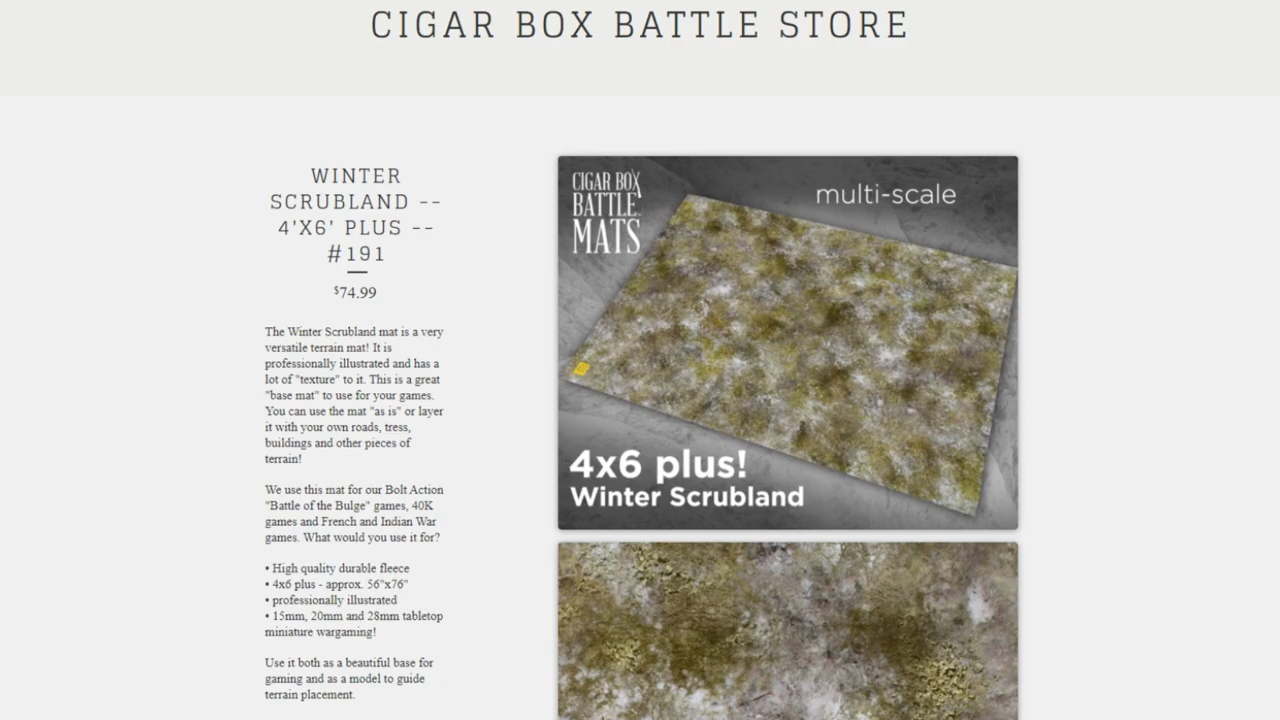 CIGAR BOX BATTLE STORE
WINTER
SCRUBLAND --
4'X6' PLUS --
#191
$74.99
The Winter Scrubland mat is a very
versatile terrain mat! It is
professionally illustrated and has a
lot of "texture" to it. This is a great
"base mat" to use for your games.
You can use the mat "as is" or layer
it with your own roads, tress,
buildings and other pieces of
terrain!
We use this mat for our Bolt Action
"Battle of the Bulge" games, 40K
games and French and Indian War
games. What would you use it for?
• High quality durable fleece
• 4x6 plus - approx. 56"x76"
• professionally illustrated
• 15mm, 20mm and 28mm tabletop
miniature wargaming!
Use it both as a beautiful base for
gaming and as a model to guide
terrain placement.
CIGAR BOX
BATTLE
MATS
multi-scale
4x6 plus!
Winter Scrubland